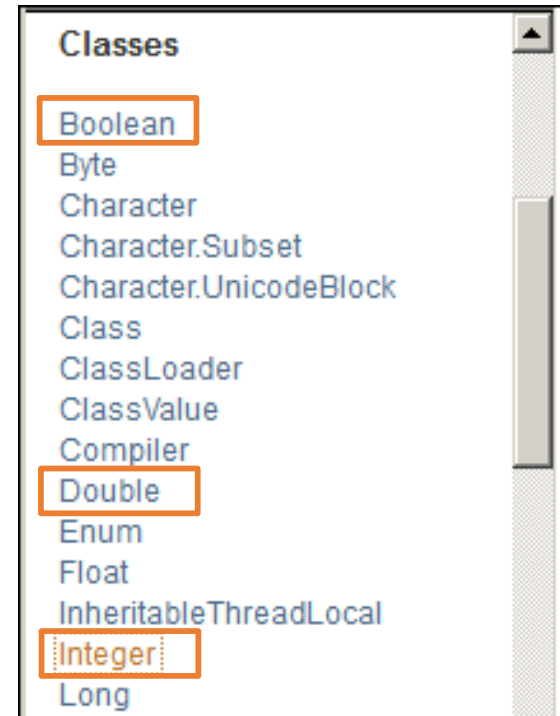 Classes
Boolean
Byte
Character
Character.Subset
Character.UnicodeBlock
Class
ClassLoader
ClassValue
Compiler
Double
Enum
Float
InheritableThreadLocal
Integer
Long